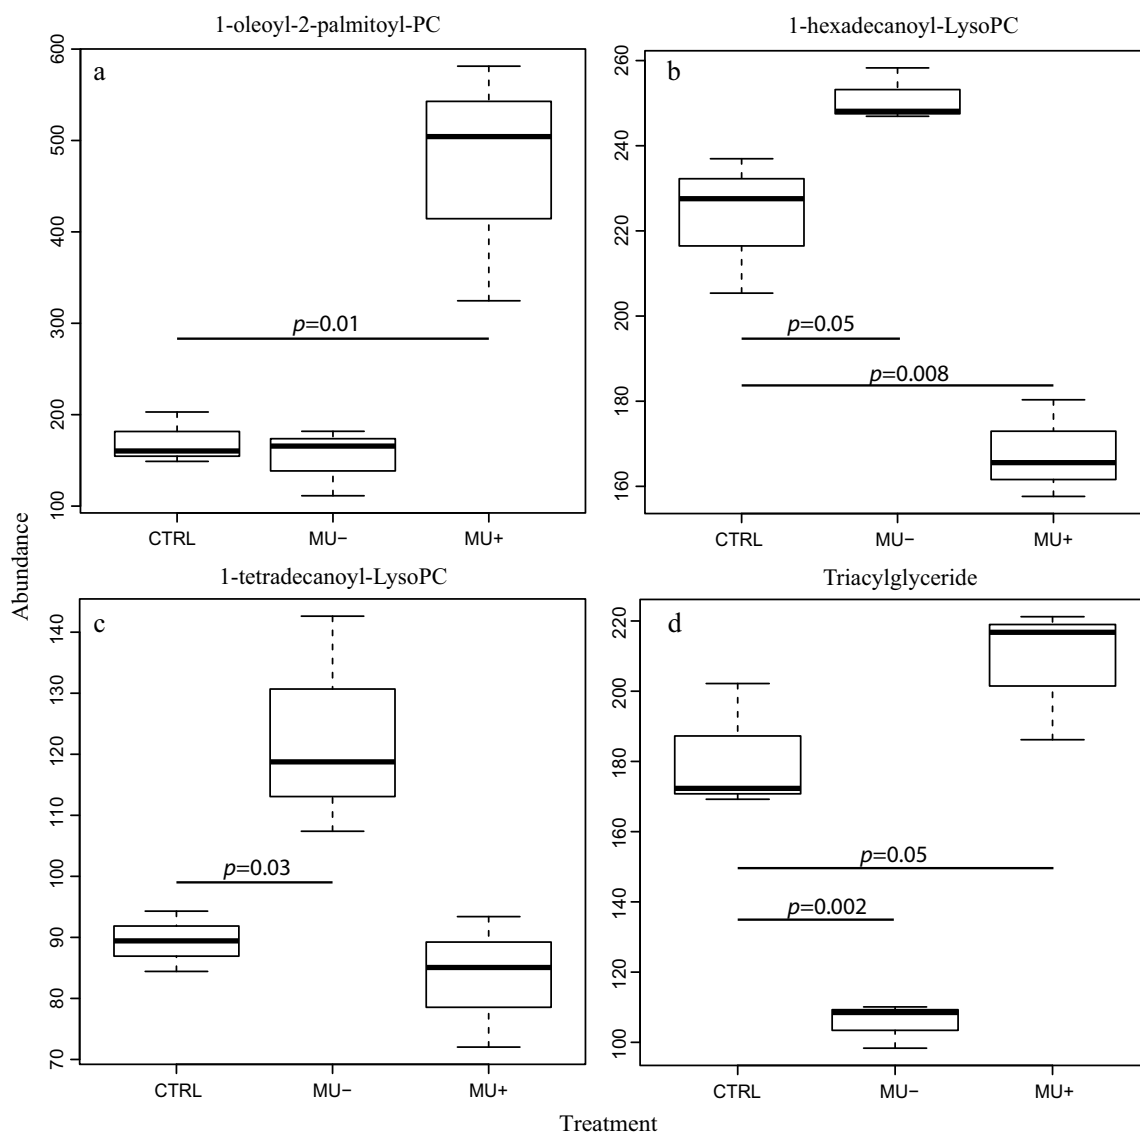 1-oleoyl-2-palmitoyl-PC
a
600
500
400
300
200
100
p=0.01
CTRL MU− MU+
1-hexadecanoyl-LysoPC
b
260
240
220
200
180
160
p=0.05
p=0.008
CTRL MU− MU+
Abundance
1-tetradecanoyl-LysoPC
c
140
130
120
110
100
90
80
70
p=0.03
CTRL MU− MU+
Triacylglyceride
d
220
200
180
160
140
120
100
p=0.05
p=0.002
CTRL MU− MU+
Treatment